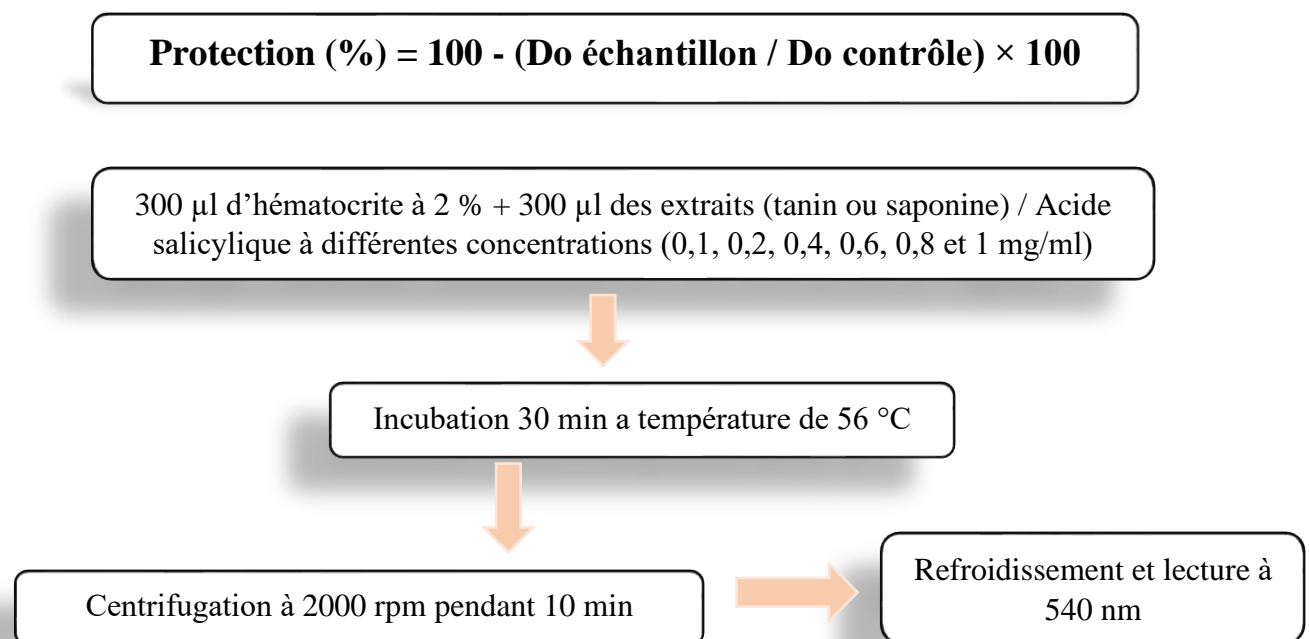 Protection (%) = 100 - (Do échantillon / Do contrôle) × 100
300 µl d’hématocrite à 2 % + 300 µl des extraits (tanin ou saponine) / Acide
salicylique à différentes concentrations (0,1, 0,2, 0,4, 0,6, 0,8 et 1 mg/ml)
Incubation 30 min a température de 56 °C
Centrifugation à 2000 rpm pendant 10 min
Refroidissement et lecture à
540 nm